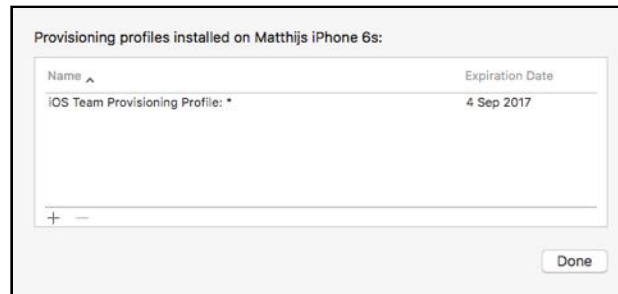 Provisioning profiles installed on Matthijs iPhone 6s:
Name Expiration Date
iOS Team Provisioning Profile: * 4 Sep 2017
+ −
Done